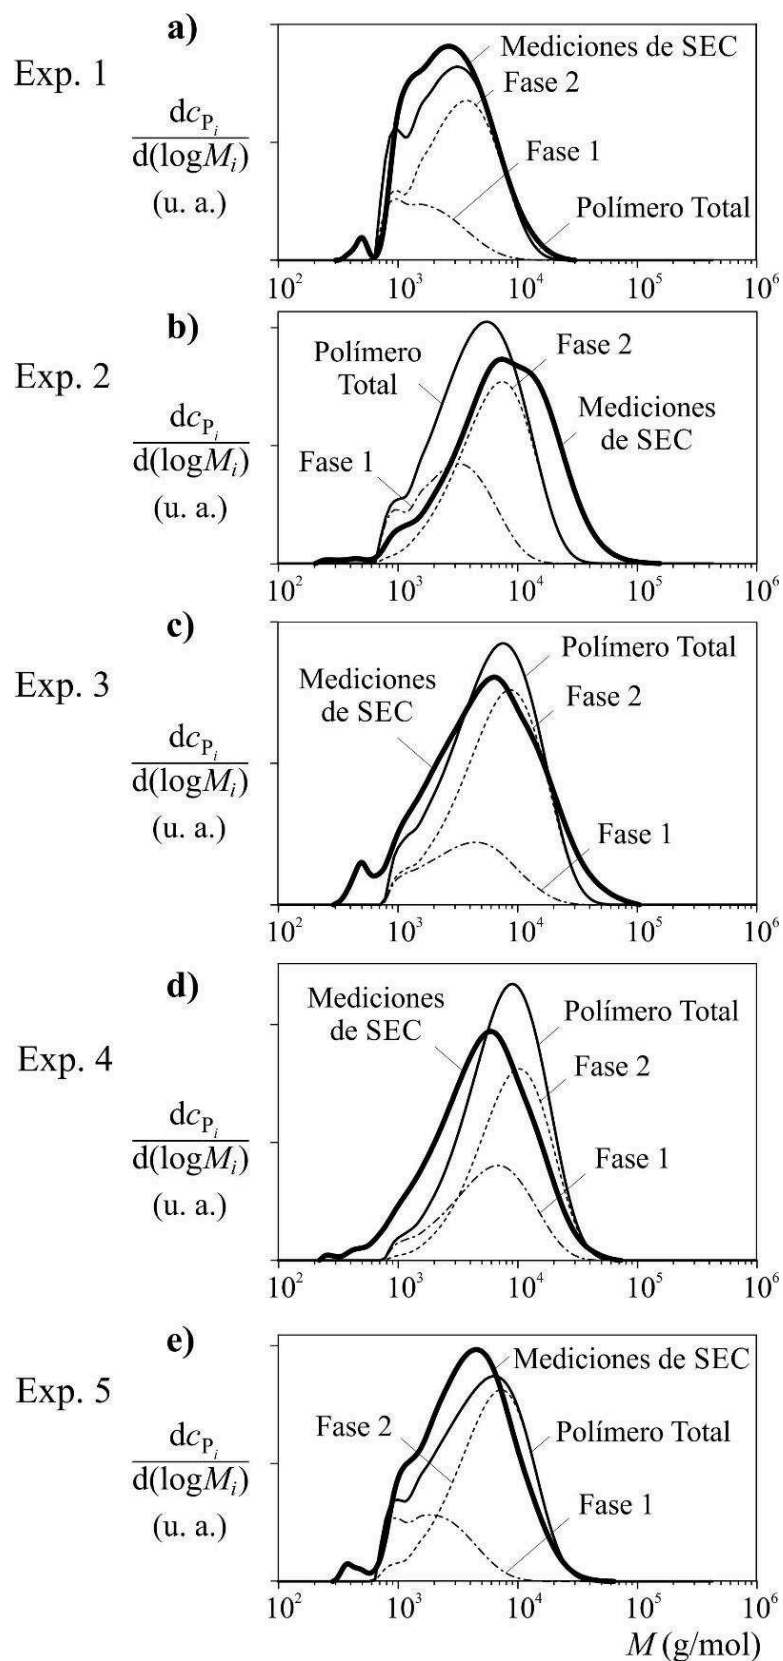 a)
Exp. 1
dc_{P_i}
d(logM_i)
(u. a.)
Mediciones de SEC
Fase 2
Fase 1
Polímero Total
10^2 10^3 10^4 10^5 10^6
b)
Exp. 2
dc_{P_i}
d(logM_i)
(u. a.)
Polímero
Total
Fase 2
Fase 1
Mediciones
de SEC
10^2 10^3 10^4 10^5 10^6
c)
Exp. 3
dc_{P_i}
d(logM_i)
(u. a.)
Polímero Total
Mediciones
de SEC
Fase 2
Fase 1
10^2 10^3 10^4 10^5 10^6
d)
Exp. 4
dc_{P_i}
d(logM_i)
(u. a.)
Mediciones
de SEC
Polímero Total
Fase 2
Fase 1
10^2 10^3 10^4 10^5 10^6
e)
Exp. 5
dc_{P_i}
d(logM_i)
(u. a.)
Mediciones de SEC
Fase 2
Polímero Total
Fase 1
10^2 10^3 10^4 10^5 10^6
M (g/mol)